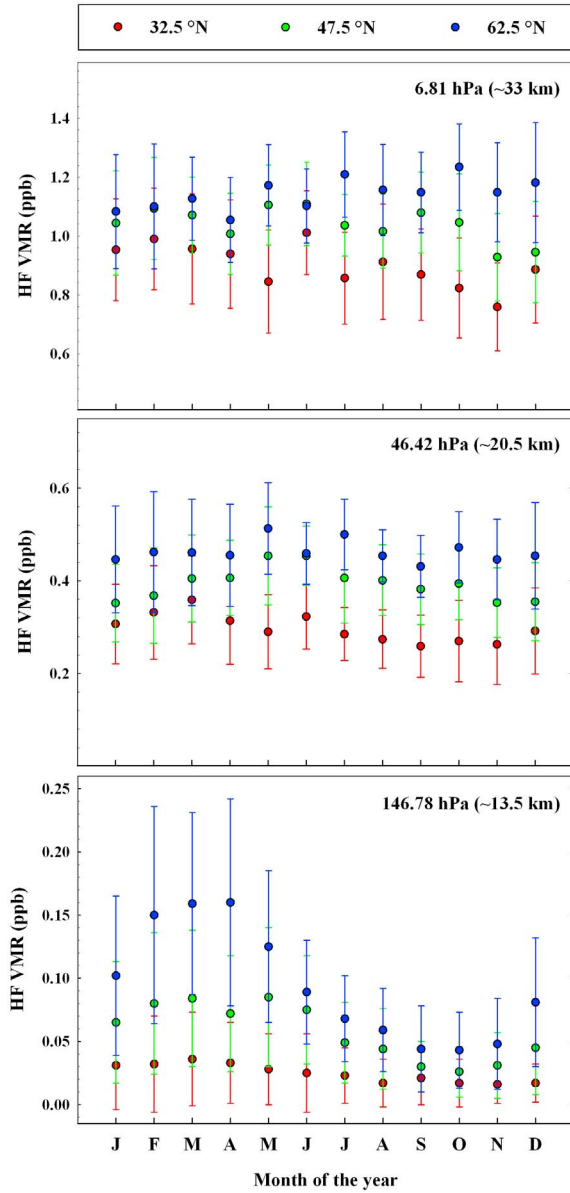 32.5 °N 47.5 °N 62.5 °N
6.81 hPa (~33 km)
1.4
1.2
1.0
0.8
0.6
HF VMR (ppb)
46.42 hPa (~20.5 km)
0.6
0.4
0.2
HF VMR (ppb)
146.78 hPa (~13.5 km)
0.25
0.20
0.15
0.10
0.05
0.00
HF VMR (ppb)
J F M A M J J A S O N D
Month of the year